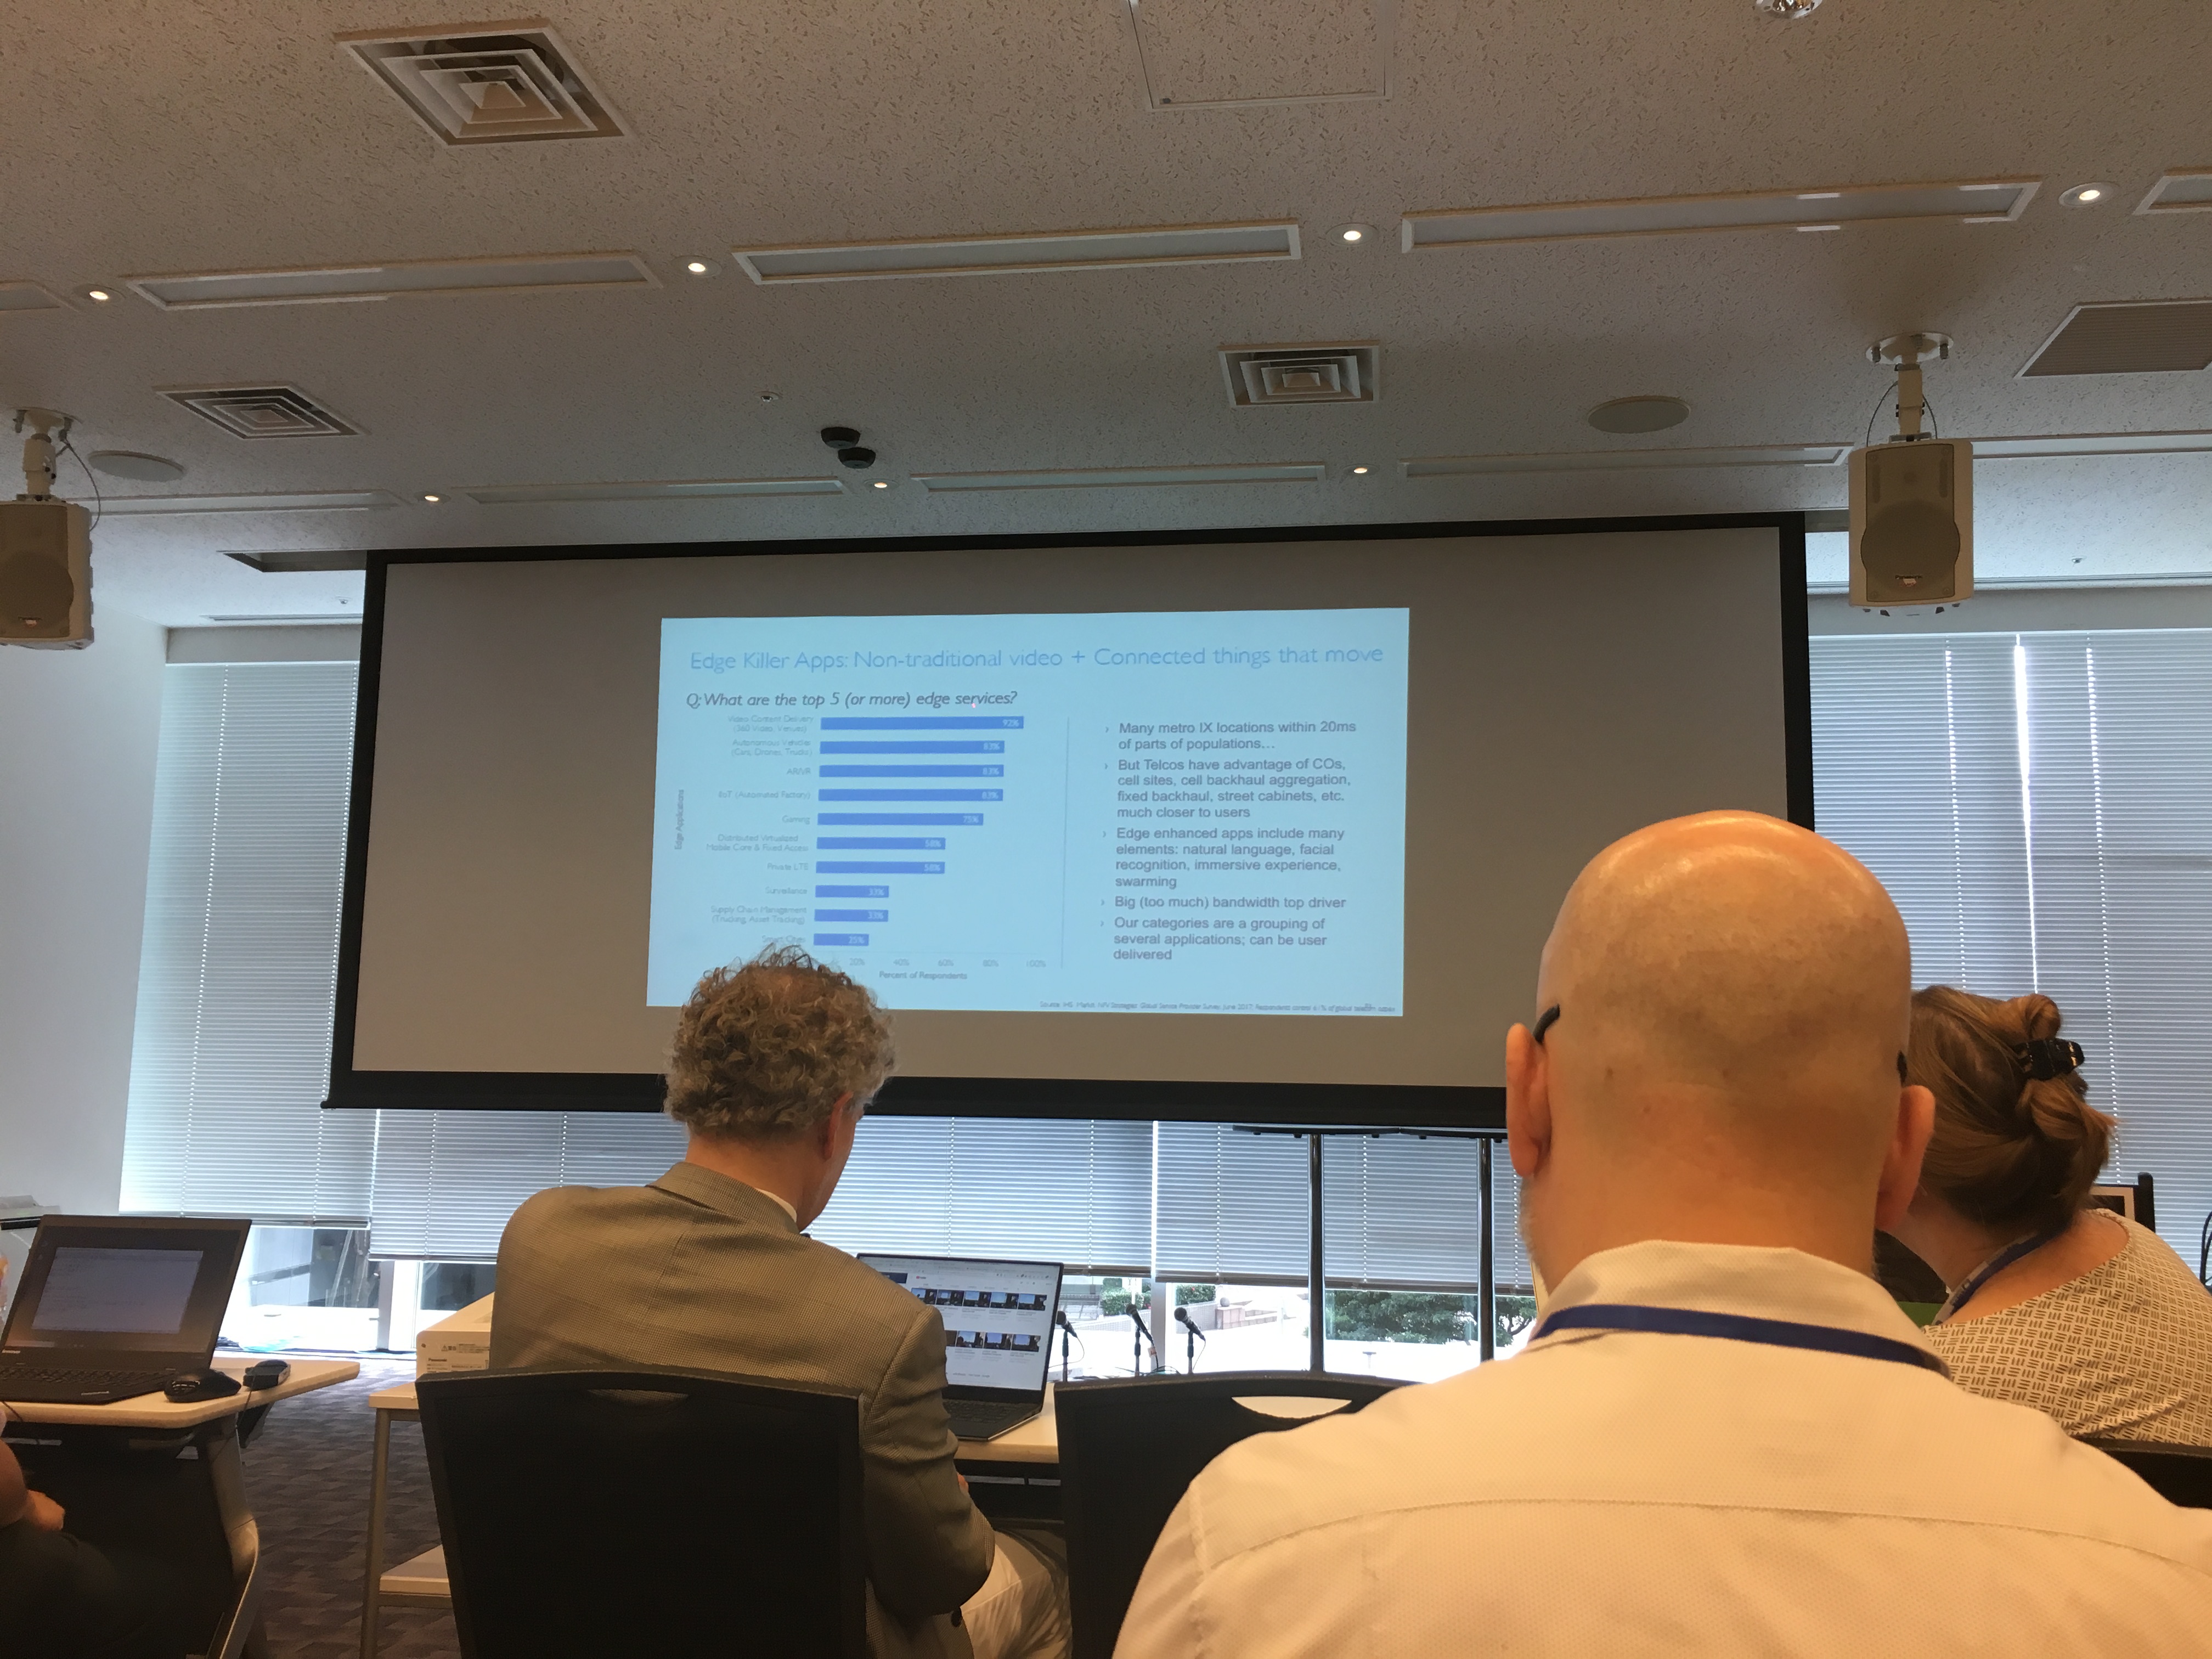 Edge Killer Apps: Non-traditional video + Connected things that move
Q: What are the top 5 (or more) edge services?
Video Content Delivery
(360 Video, Venues)
92%
Autonomous Vehicles
(Cars, Drones, Trucks)
83%
AR/VR
83%
IIoT (Automated Factory)
83%
Gaming
75%
Distributed Virtualized
Mobile Core & Fixed Access
58%
Private LTE
58%
Surveillance
33%
Supply Chain Management
(Trucking, Asset Tracking)
33%
Smart Cities
25%
Edge Applications
20% 40% 60% 80% 100%
Percent of Respondents
› Many metro IX locations within 20ms
of parts of populations…
› But Telcos have advantage of COs,
cell sites, cell backhaul aggregation,
fixed backhaul, street cabinets, etc.
much closer to users
› Edge enhanced apps include many
elements: natural language, facial
recognition, immersive experience,
swarming
› Big (too much) bandwidth top driver
› Our categories are a grouping of
several applications; can be user
delivered
Source: IHS Markit NFV Strategies Global Service Provider Survey, June 2017; Respondents control 61% of global telecom
Panasonic